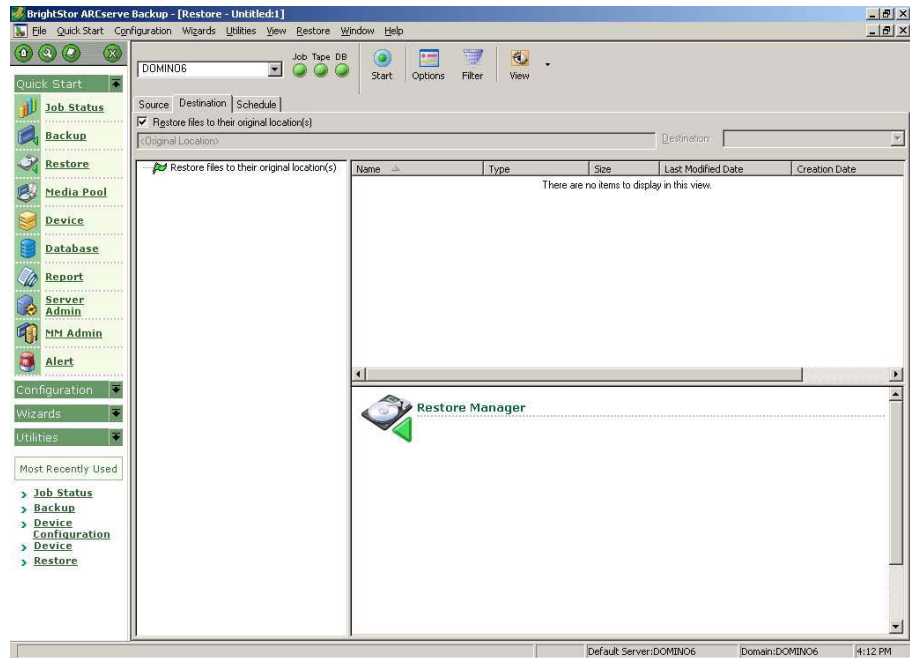 BrightStor ARCserve Backup - [Restore - Untitled:1]
File Quick Start Configuration Wizards Utilities View Restore Window Help
Quick Start
Job Status
Backup
Restore
Media Pool
Device
Database
Report
Server
Admin
MM Admin
Alert
Configuration
Wizards
Utilities
Most Recently Used
Job Status
Backup
Device
Configuration
Device
Restore
DOMINO6
Job Tape DB
Start Options Filter View
Source Destination Schedule
Restore files to their original location(s)
<Original Location>
Destination:
Restore files to their original location(s)
Name Type Size Last Modified Date Creation Date
There are no items to display in this view.
Restore Manager
Default Server:DOMINO6 Domain:DOMINO6 4:12 PM